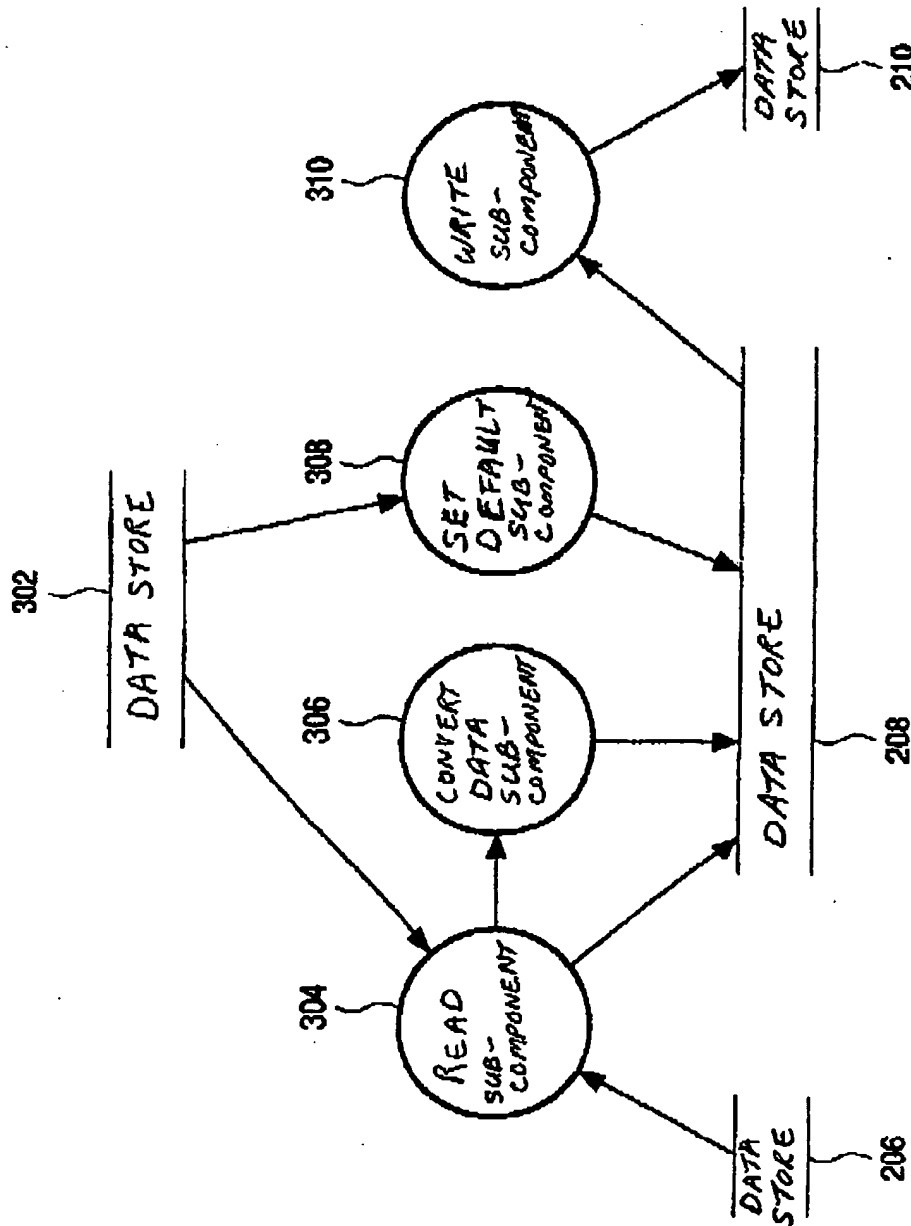 302
DATA STORE
304
READ
SUB-
COMPONENT
306
CONVERT
DATA
SUB-
COMPONENT
308
SET
DEFAULT
SUB-
COMPONENT
310
WRITE
SUB-
COMPONENT
DATA
STORE
206
DATA STORE
208
DATA
STORE
210